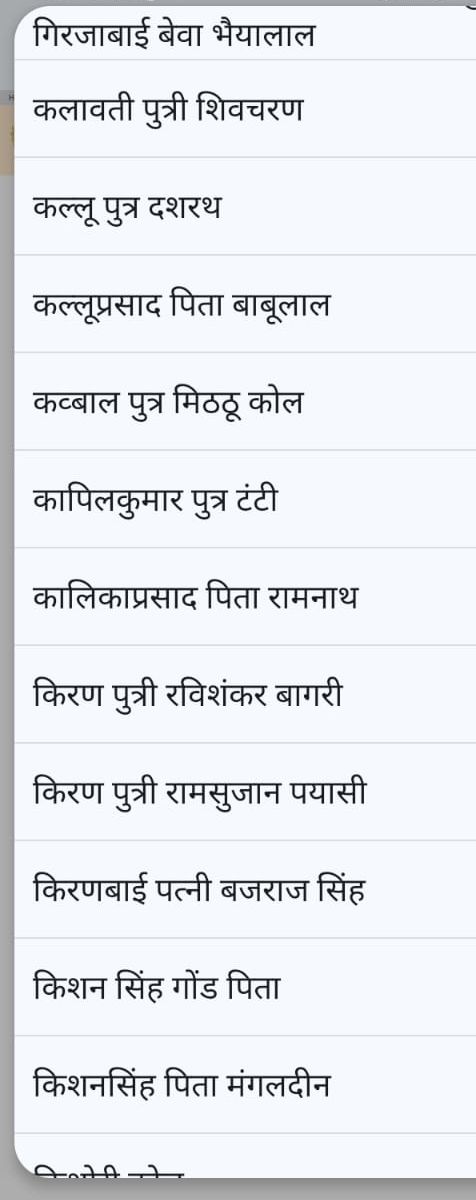 गिरजाबाई बेवा भैयालाल
कलावती पुत्री शिवचरण
कल्लू पुत्र दशरथ
कल्लूप्रसाद पिता बाबूलाल
कव्बाल पुत्र मिठठू कोल
कापिलकुमार पुत्र टंटी
कालिकाप्रसाद पिता रामनाथ
किरण पुत्री रविशंकर बागरी
किरण पुत्री रामसुजान पयासी
किरणबाई पत्नी बजराज सिंह
किशन सिंह गोंड पिता
किशनसिंह पिता मंगलदीन